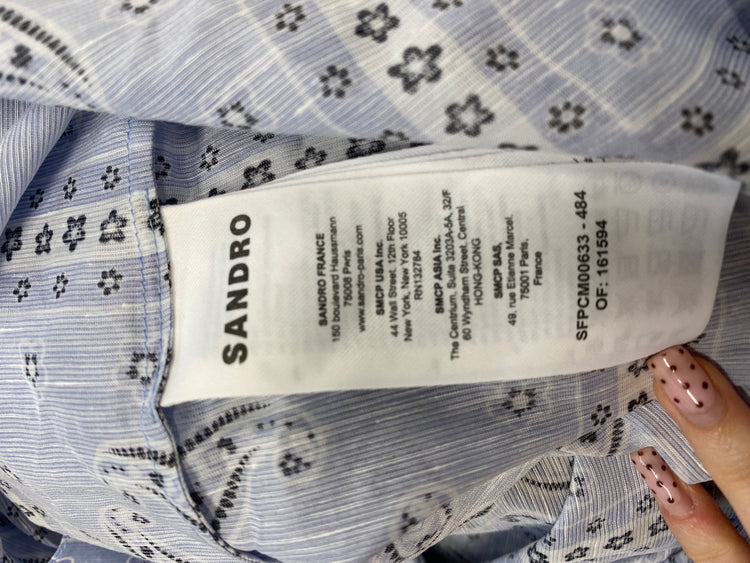 SANDRO
SANDRO FRANCE
150 boulevard Haussmann
75008 Paris
www.sandro-paris.com
SMCP USA Inc.
44 Wall Street, 12th Floor
New York, New York 10005
RN132784
SMCP ASIA Inc.
The Centrium, Suite 3203A-5A, 32/F
60 Wyndham Street, Central
HONG-KONG
SMCP SAS,
49, rue Etienne Marcel,
75001 Paris,
France
SFPCM00633 - 484
OF: 161594